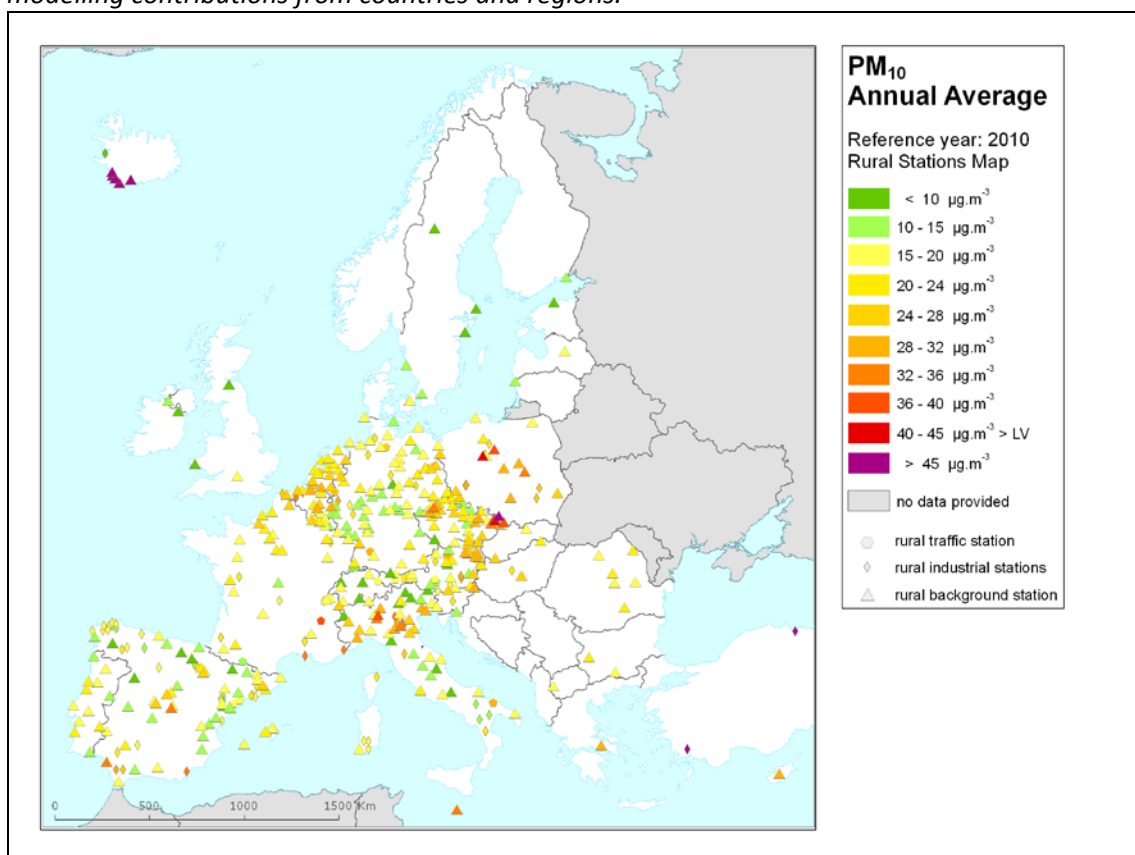 modelling contributions from countries and regions.
PM10
Annual Average
Reference year: 2010
Rural Stations Map
< 10 µg.m-3
10 - 15 µg.m-3
15 - 20 µg.m-3
20 - 24 µg.m-3
24 - 28 µg.m-3
28 - 32 µg.m-3
32 - 36 µg.m-3
36 - 40 µg.m-3
40 - 45 µg.m-3 > LV
> 45 µg.m-3
no data provided
rural traffic station
rural industrial stations
rural background station
0 500 1000 1500 Km